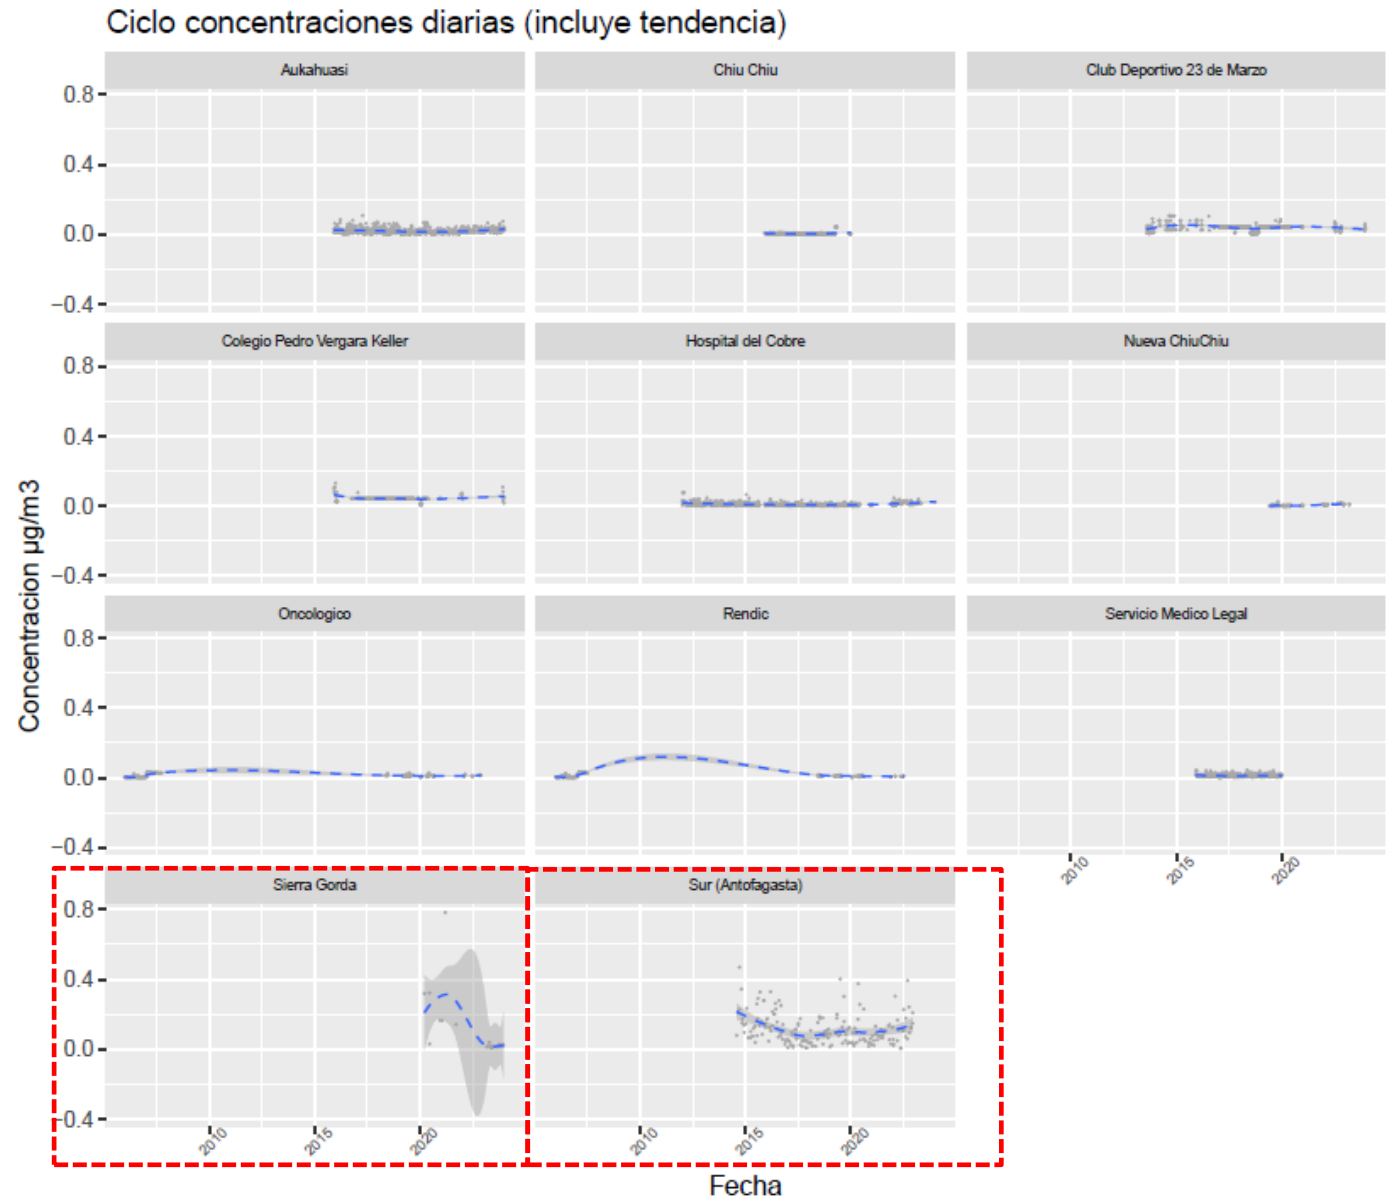 Ciclo concentraciones diarias (incluye tendencia)
Aukahuasi
Chiu Chiu
Club Deportivo 23 de Marzo
0.8
0.4
0.0
−0.4
Colegio Pedro Vergara Keller
Hospital del Cobre
Nueva ChiuChiu
0.8
0.4
0.0
−0.4
Concentracion µg/m3
Oncologico
Rendic
Servicio Medico Legal
0.8
0.4
0.0
−0.4
2010
2015
2020
Sierra Gorda
Sur (Antofagasta)
0.8
0.4
0.0
−0.4
2010
2015
2020
2010
2015
2020
Fecha